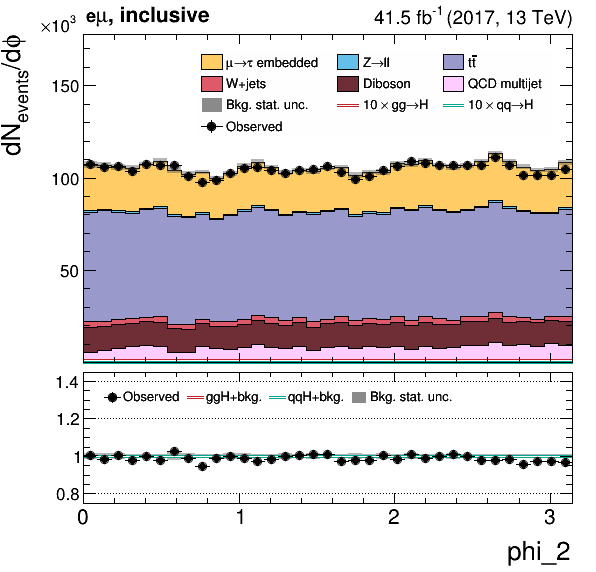 ×10³ eμ, inclusive 41.5 fb⁻¹ (2017, 13 TeV)
dN_events/dϕ
μ→τ embedded Z→ll tt̄
W+jets Diboson QCD multijet
Bkg. stat. unc. 10 × gg→H 10 × qq→H
Observed
150
100
50
Observed ggH+bkg. qqH+bkg. Bkg. stat. unc.
1.4
1.2
1
0.8
0 1 2 3
phi_2